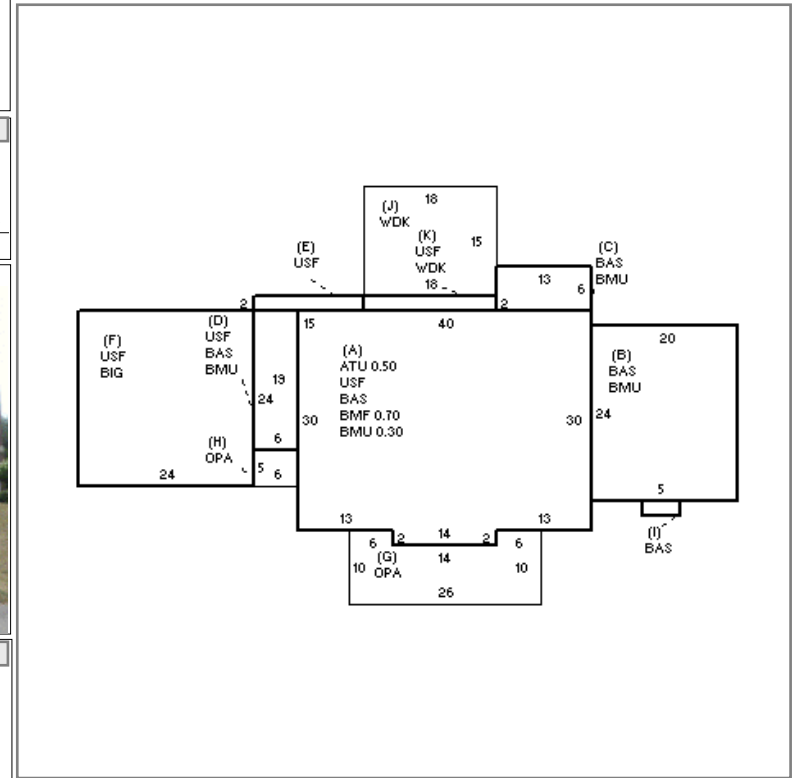 18
(J)
WDK
(K)
USF
WDK
15
18
(E)
USF
(C)
BAS
BMU
13
6
2
2
(F)
USF
BIG
(D)
USF
BAS
BMU
15
40
20
(A)
ATU 0.50
USF
BAS
BMF 0.70
BMU 0.30
(B)
BAS
BMU
19
24
30
30
24
6
(H)
OPA
5
6
24
5
13
14
13
6
2
2
6
(G)
OPA
14
10
10
26
(I)
BAS